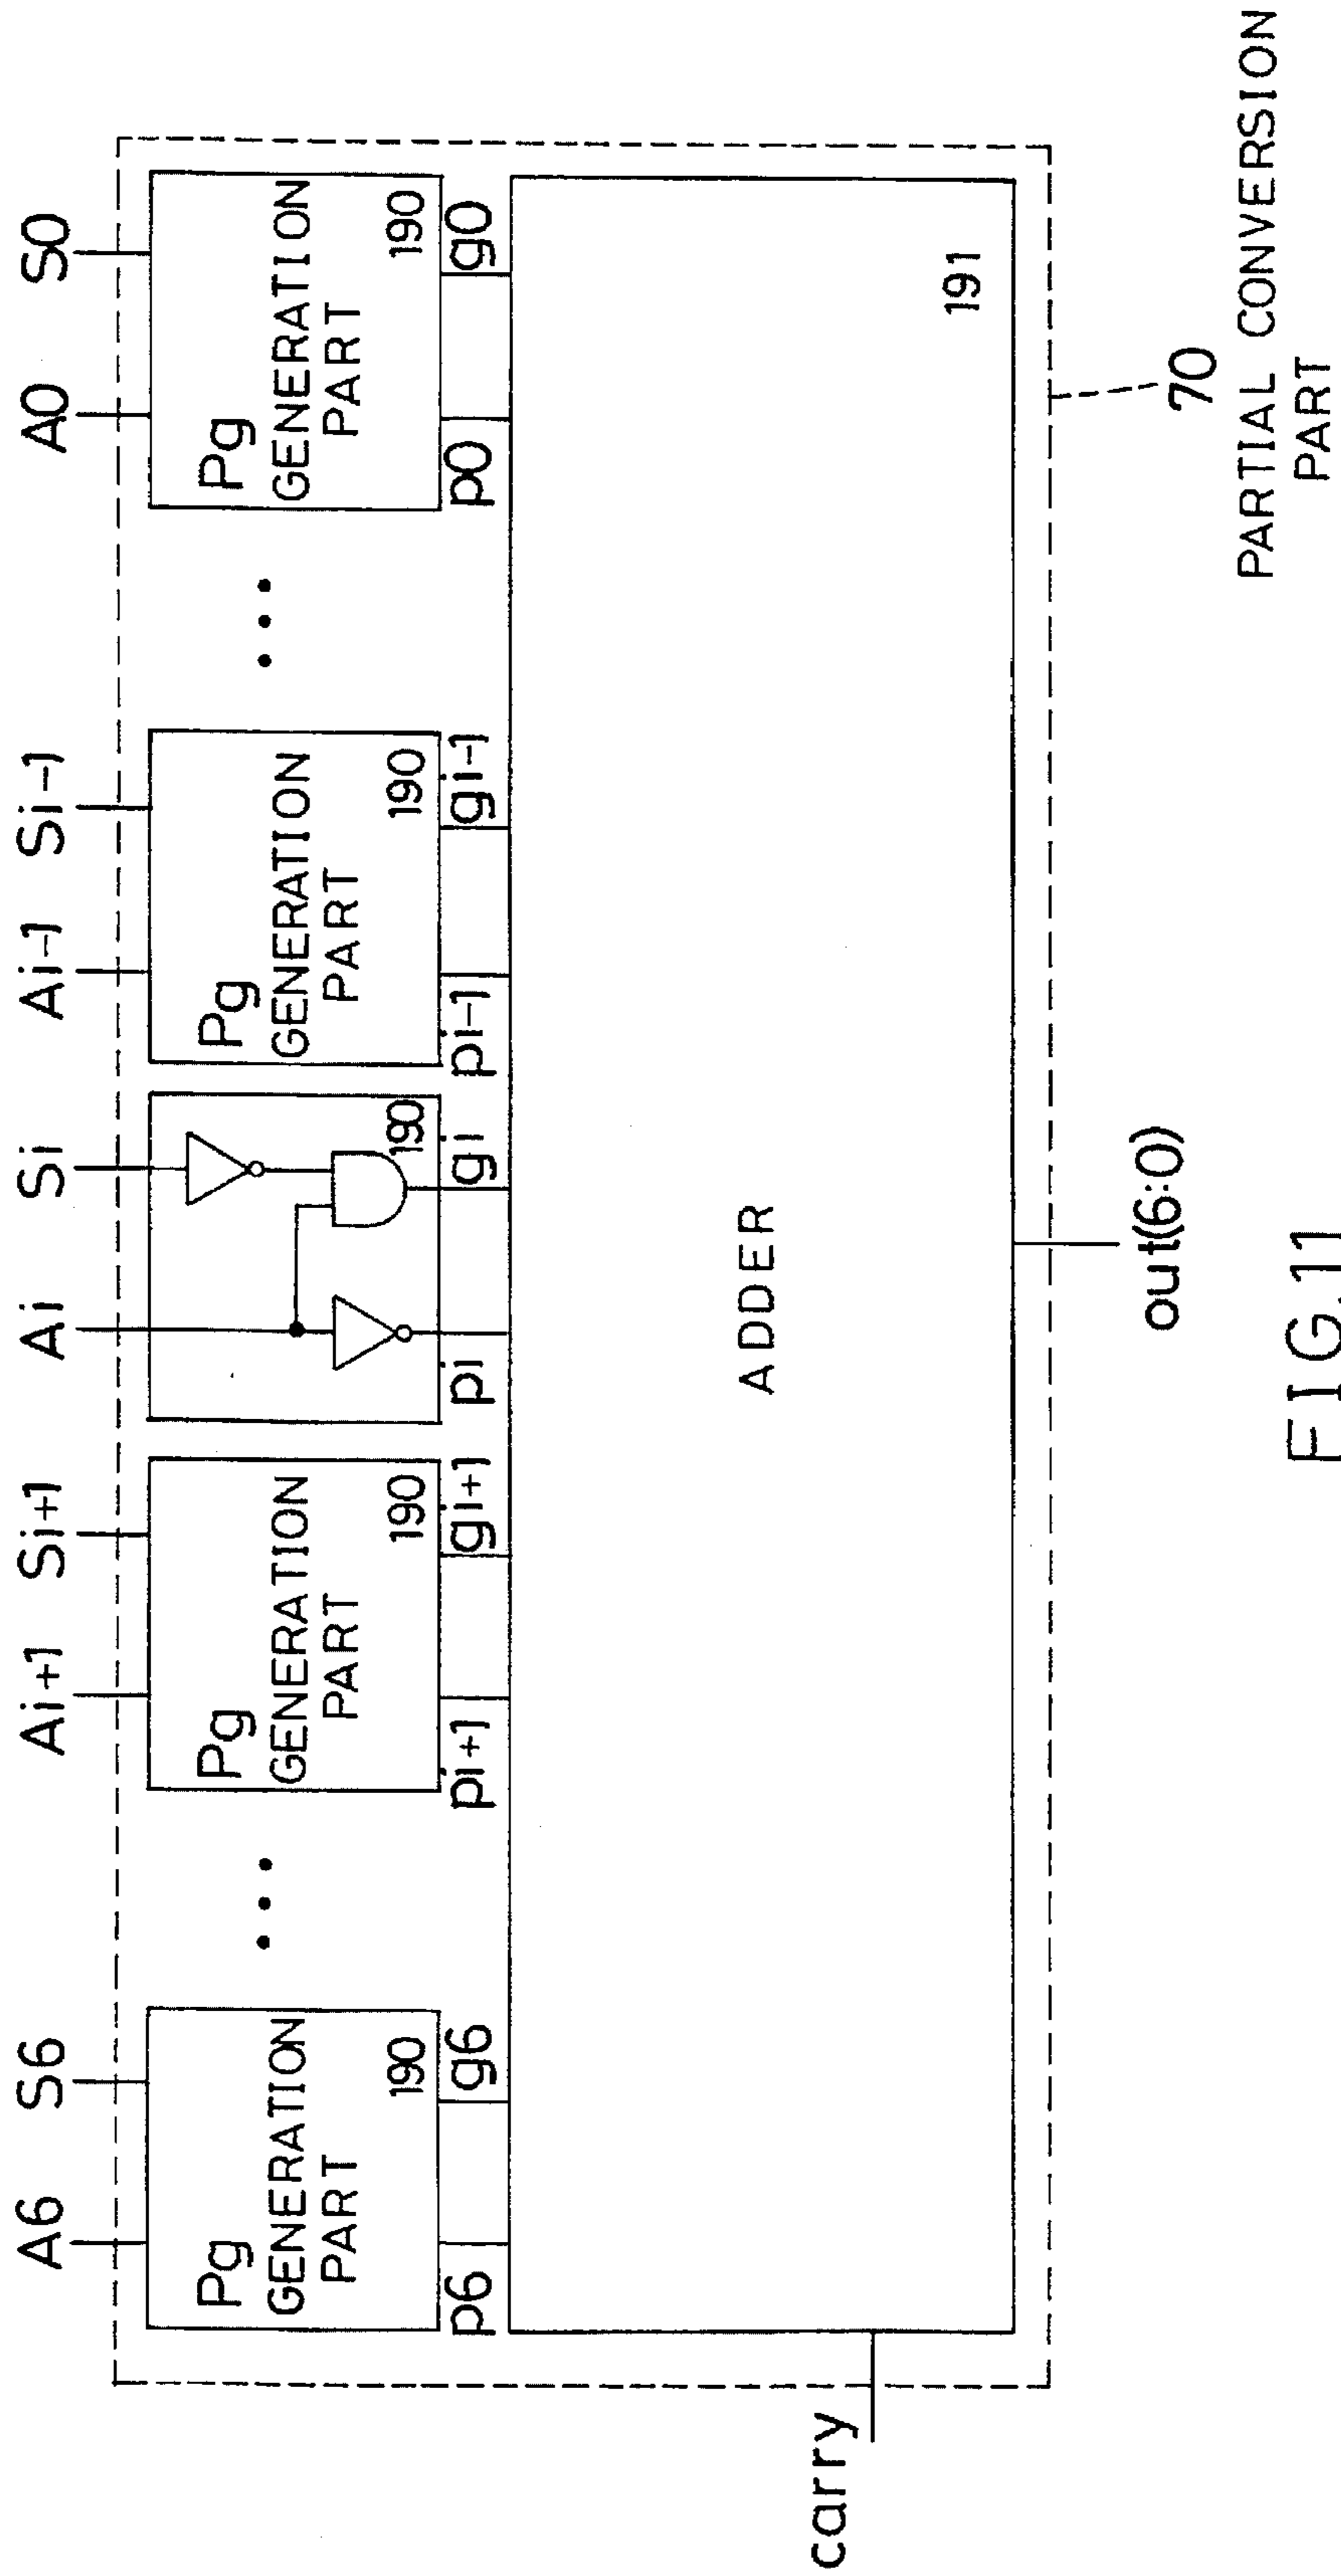 A6 S6 Ai+1 Si+1 Ai Si Ai-1 Si-1 A0 S0
Pg
GENERATION
PART
190
Pg
GENERATION
PART
190
190
Pg
GENERATION
PART
190
Pg
GENERATION
PART
190
p6 g6 pi+1 gi+1 pi gi pi-1 gi-1 p0 g0
ADDER
191
carry
out(6:0)
70
PARTIAL CONVERSION
PART
FIG.11